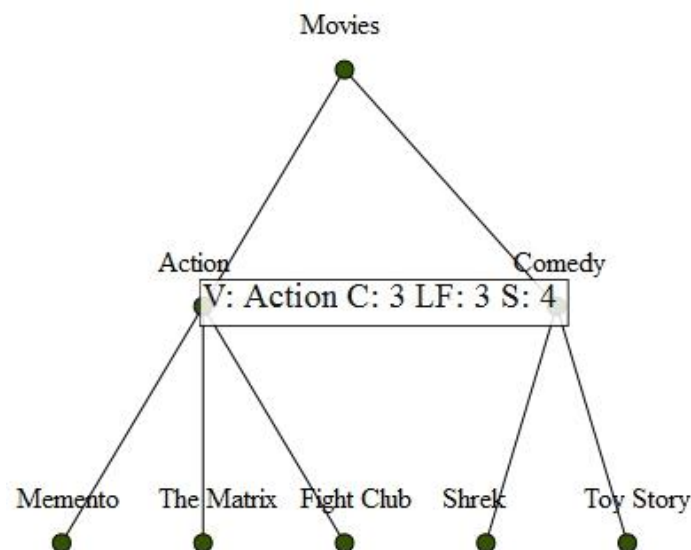 Movies
Action Comedy
V: Action C: 3 LF: 3 S: 4
Memento The Matrix Fight Club Shrek Toy Story